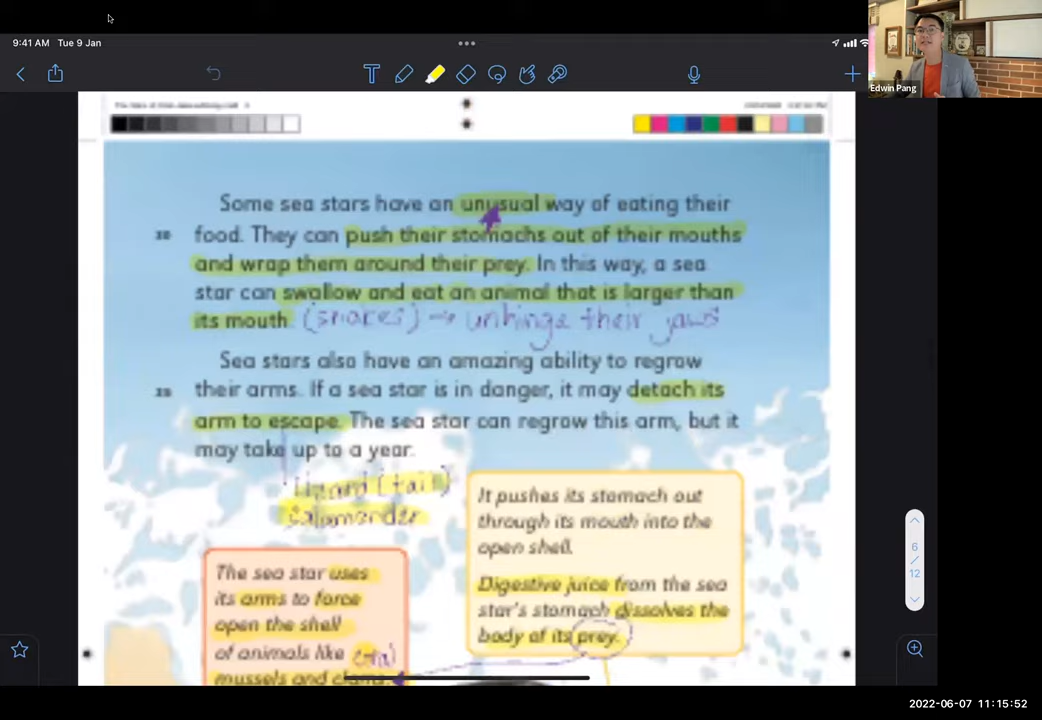 9:41 AM Tue 9 Jan
Edwin Pang
Some sea stars have an unusual way of eating their
30 food. They can push their stomachs out of their mouths
and wrap them around their prey. In this way, a sea
star can swallow and eat an animal that is larger than
its mouth (snakes) → unhinge their jaws
Sea stars also have an amazing ability to regrow
35 their arms. If a sea star is in danger, it may detach its
arm to escape. The sea star can regrow this arm, but it
may take up to a year.
Lizard (tail)
Salamander
It pushes its stomach out
through its mouth into the
open shell.
Digestive juice from the sea
star's stomach dissolves the
body of its prey.
The sea star uses
its arms to force
open the shell
of animals like
mussels and clams.
6
/
12
2022-06-07 11:15:52